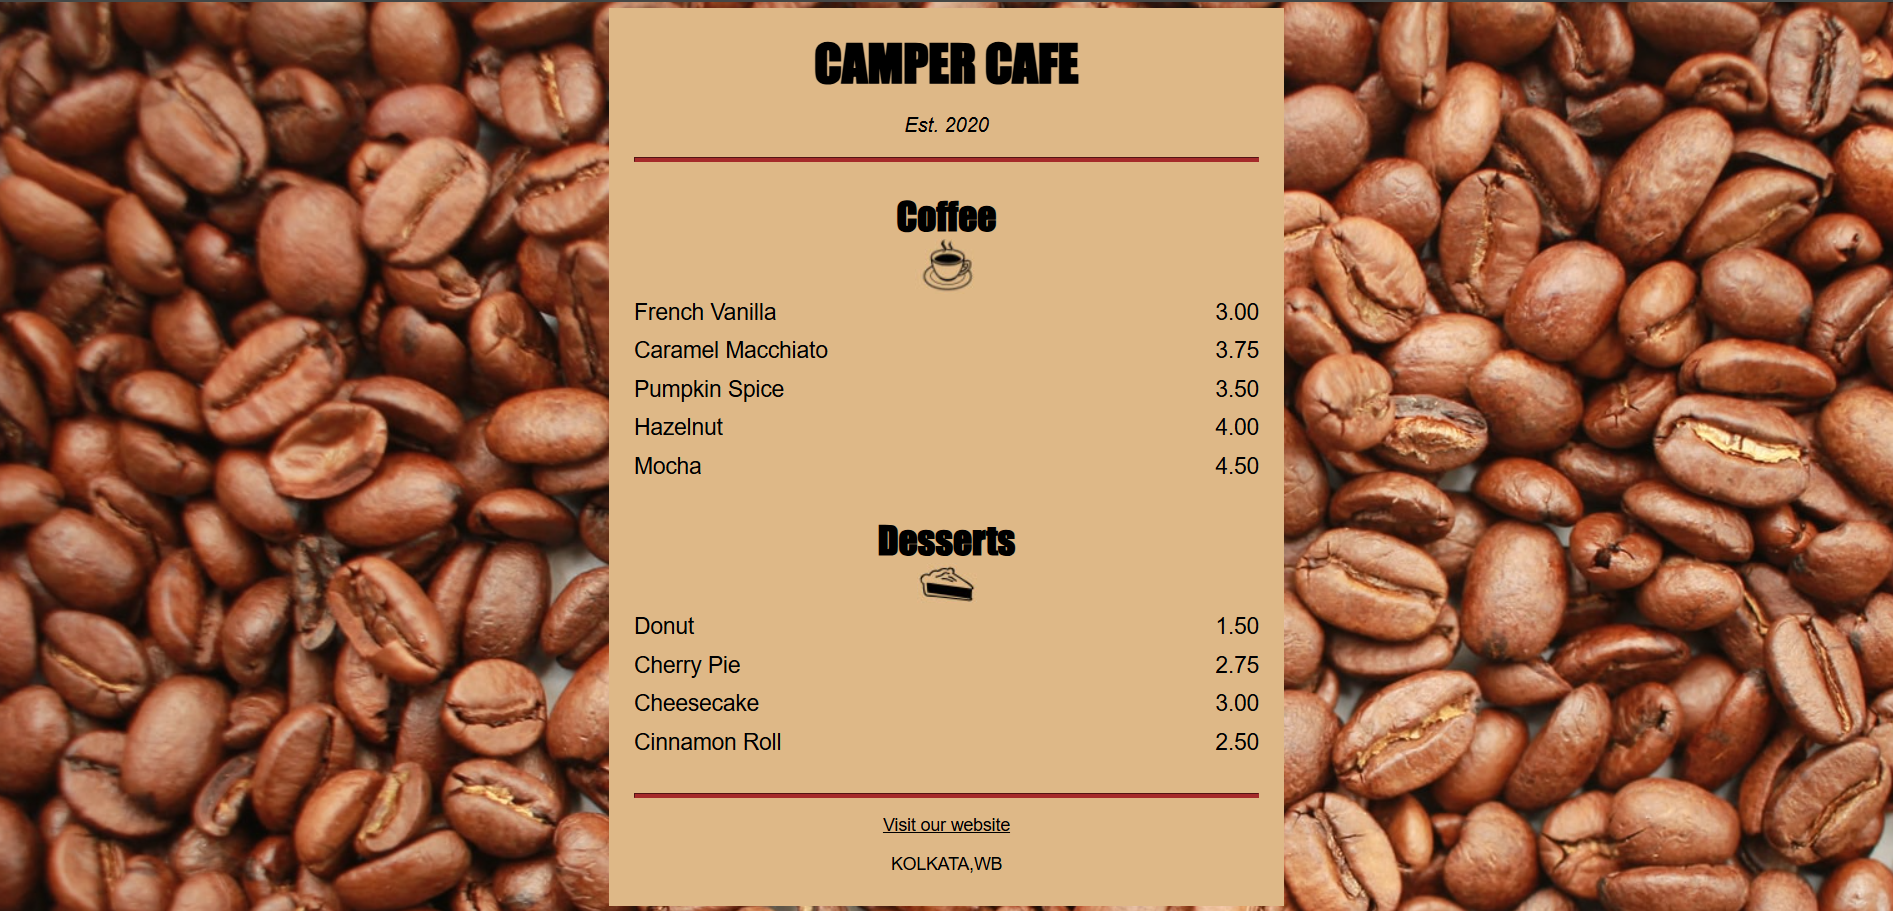 CAMPER CAFE
Est. 2020
Coffee
French Vanilla 3.00
Caramel Macchiato 3.75
Pumpkin Spice 3.50
Hazelnut 4.00
Mocha 4.50
Desserts
Donut 1.50
Cherry Pie 2.75
Cheesecake 3.00
Cinnamon Roll 2.50
Visit our website
KOLKATA,WB